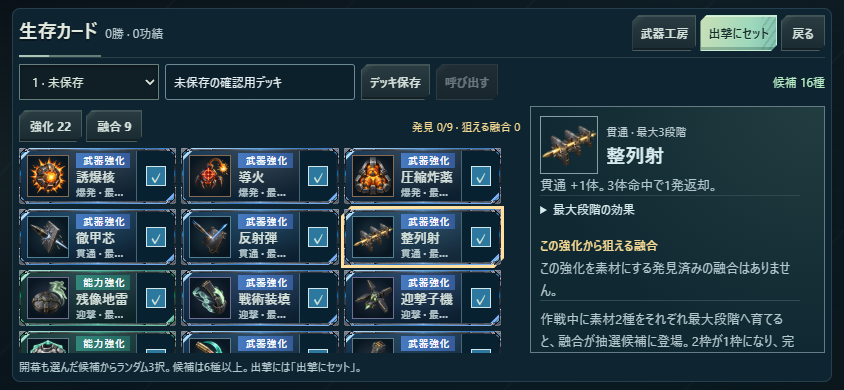 生存カード 0勝・0功績
武器工房 出撃にセット 戻る
1・未保存 未保存の確認用デッキ デッキ保存 呼び出す 候補 16種
強化 22 融合 9 発見 0/9・狙える融合 0
武器強化
誘爆核
爆発・最...
武器強化
導火
爆発・最...
武器強化
圧縮炸薬
爆発・最...
武器強化
徹甲芯
貫通・最...
武器強化
反射弾
貫通・最...
武器強化
整列射
貫通・最...
能力強化
残像地雷
迎撃・最...
武器強化
戦術装填
迎撃・最...
武器強化
迎撃子機
迎撃・最...
能力強化
武器強化
武器強化
開幕も選んだ候補からランダム3択。候補は6種以上。出撃には「出撃にセット」。
貫通・最大3段階
整列射
貫通 +1体。3体命中で1発返却。
▶ 最大段階の効果
この強化から狙える融合
この強化を素材にする発見済みの融合はありませ
ん。
作戦中に素材2種をそれぞれ最大段階へ育てる
と、融合が抽選候補に登場。2枠が1枠になり、完